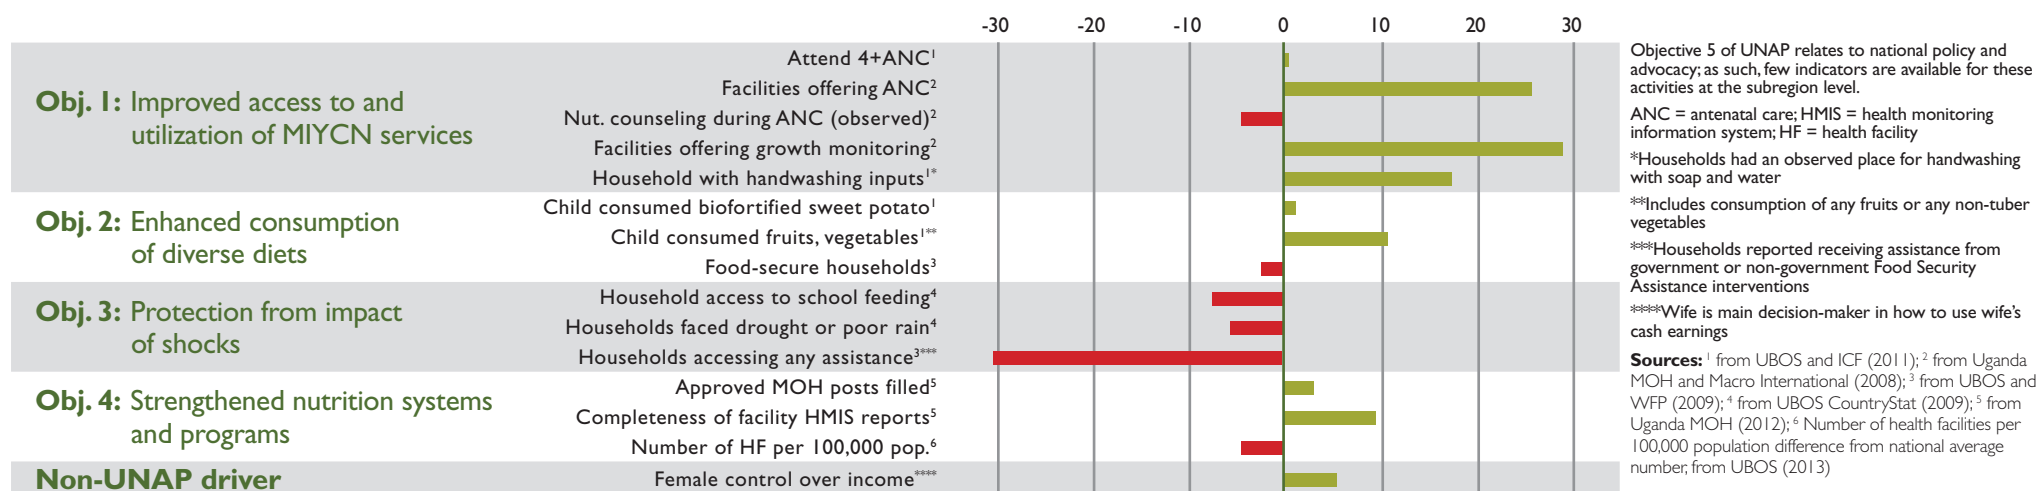 -30 -20 -10 0 10 20 30
Obj. 1: Improved access to and
utilization of MIYCN services
Attend 4+ANC¹
Facilities offering ANC²
Nut. counseling during ANC (observed)²
Facilities offering growth monitoring²
Household with handwashing inputs¹*
Obj. 2: Enhanced consumption
of diverse diets
Child consumed biofortified sweet potato¹
Child consumed fruits, vegetables¹**
Food-secure households³
Obj. 3: Protection from impact
of shocks
Household access to school feeding⁴
Households faced drought or poor rain⁴
Households accessing any assistance³***
Obj. 4: Strengthened nutrition systems
and programs
Approved MOH posts filled⁵
Completeness of facility HMIS reports⁵
Number of HF per 100,000 pop.⁶
Non-UNAP driver
Female control over income****
Objective 5 of UNAP relates to national policy and
advocacy; as such, few indicators are available for these
activities at the subregion level.
ANC = antenatal care; HMIS = health monitoring
information system; HF = health facility
*Households had an observed place for handwashing
with soap and water
**Includes consumption of any fruits or any non-tuber
vegetables
***Households reported receiving assistance from
government or non-government Food Security
Assistance interventions
****Wife is main decision-maker in how to use wife's
cash earnings
Sources: ¹ from UBOS and ICF (2011); ² from Uganda
MOH and Macro International (2008); ³ from UBOS and
WFP (2009); ⁴ from UBOS CountryStat (2009); ⁵ from
Uganda MOH (2012); ⁶ Number of health facilities per
100,000 population difference from national average
number, from UBOS (2013)